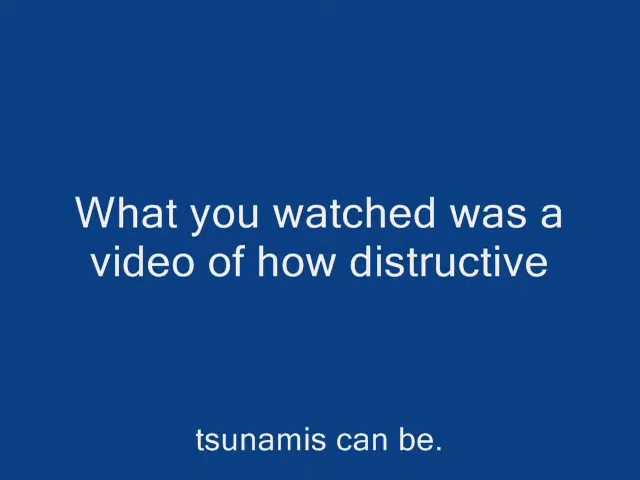 What you watched was a
video of how distructive
tsunamis can be.